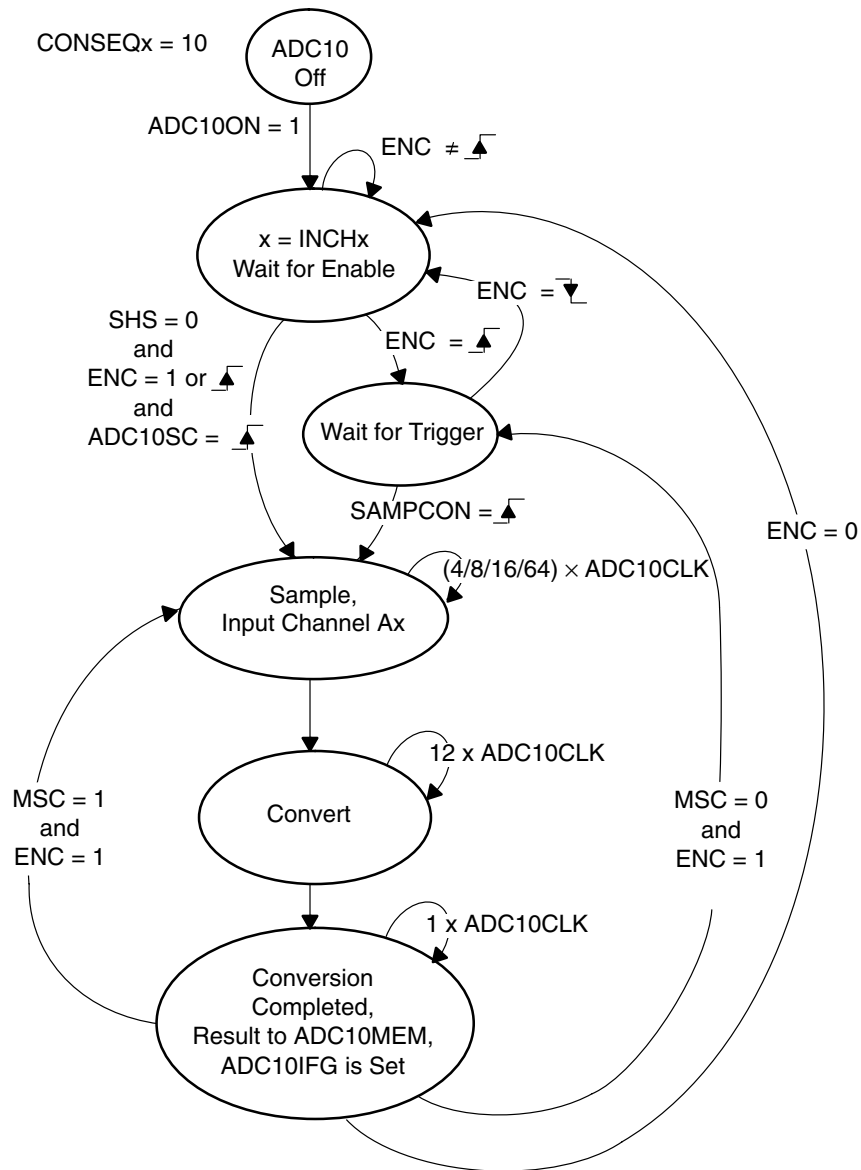 CONSEQx = 10
ADC10
Off
ADC10ON = 1
ENC ≠
x = INCHx
Wait for Enable
ENC =
SHS = 0
and
ENC = 1 or
and
ADC10SC =
ENC =
Wait for Trigger
SAMPCON =
ENC = 0
(4/8/16/64) × ADC10CLK
Sample,
Input Channel Ax
12 x ADC10CLK
Convert
MSC = 1
and
ENC = 1
MSC = 0
and
ENC = 1
1 x ADC10CLK
Conversion
Completed,
Result to ADC10MEM,
ADC10IFG is Set